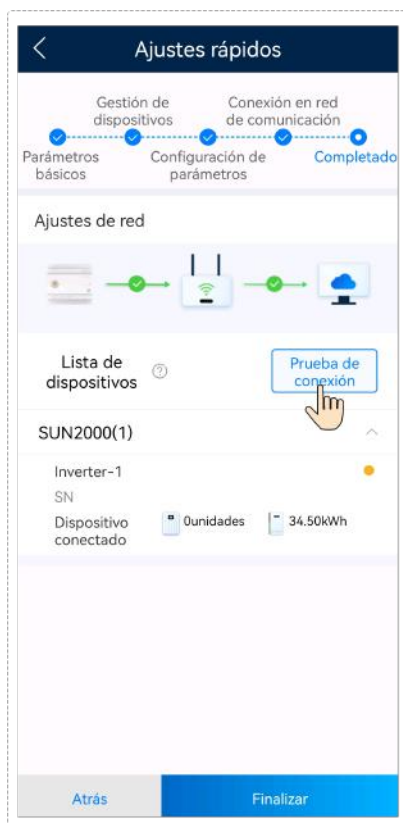 Ajustes rápidos
Gestión de
dispositivos
Conexión en red
de comunicación
Parámetros
básicos
Configuración de
parámetros
Completado
Ajustes de red
Lista de
dispositivos
Prueba de
conexión
SUN2000(1)
Inverter-1
SN
Dispositivo
conectado
0unidades
34.50kWh
Atrás
Finalizar